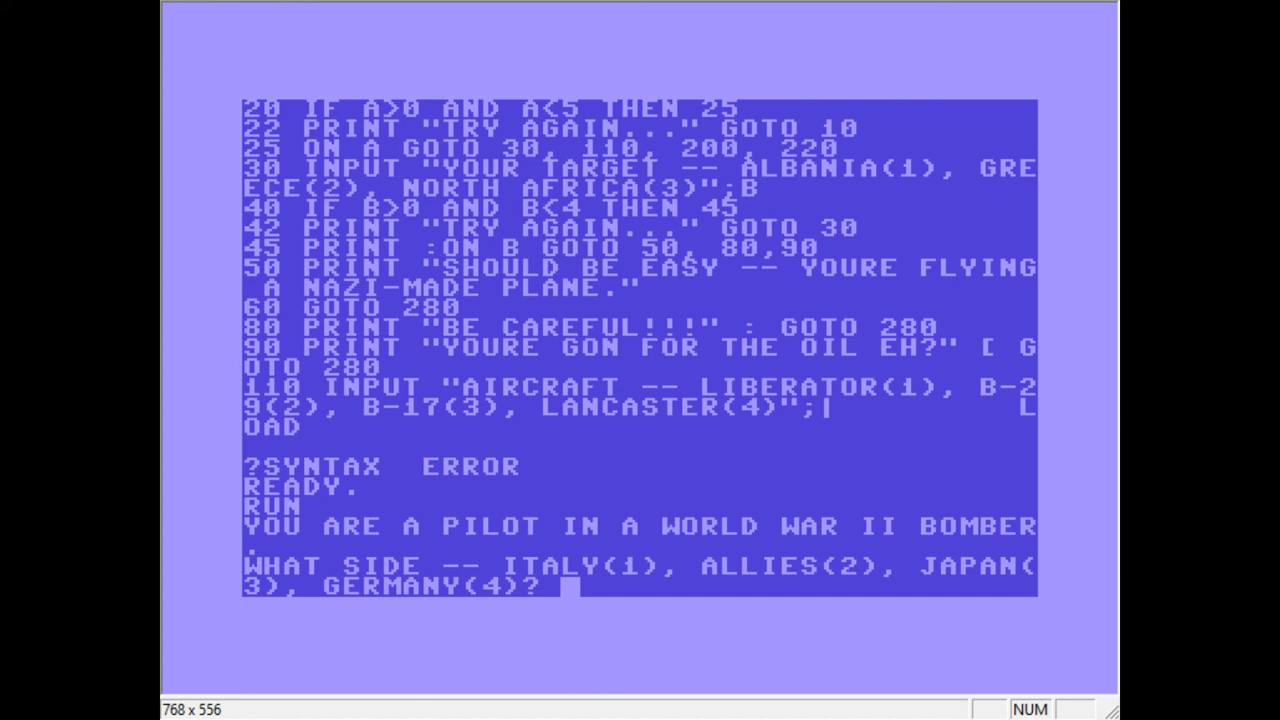 20 IF A>0 AND A<5 THEN 25
22 PRINT "TRY AGAIN..." GOTO 10
25 ON A GOTO 30, 110, 200, 220
30 INPUT "YOUR TARGET -- ALBANIA(1), GRE
ECE(2), NORTH AFRICA(3)";B
40 IF B>0 AND B<4 THEN 45
42 PRINT "TRY AGAIN..." GOTO 30
45 PRINT :ON B GOTO 50, 80,90
50 PRINT "SHOULD BE EASY -- YOURE FLYING
 A NAZI-MADE PLANE."
60 GOTO 280
80 PRINT "BE CAREFUL!!!" : GOTO 280
90 PRINT "YOURE GON FOR THE OIL EH?" [ G
OTO 280
110 INPUT "AIRCRAFT -- LIBERATOR(1), B-2
9(2), B-17(3), LANCASTER(4)";| L
OAD
?SYNTAX ERROR
READY.
RUN
YOU ARE A PILOT IN A WORLD WAR II BOMBER
.
WHAT SIDE -- ITALY(1), ALLIES(2), JAPAN(
3), GERMANY(4)?
768 x 556 NUM